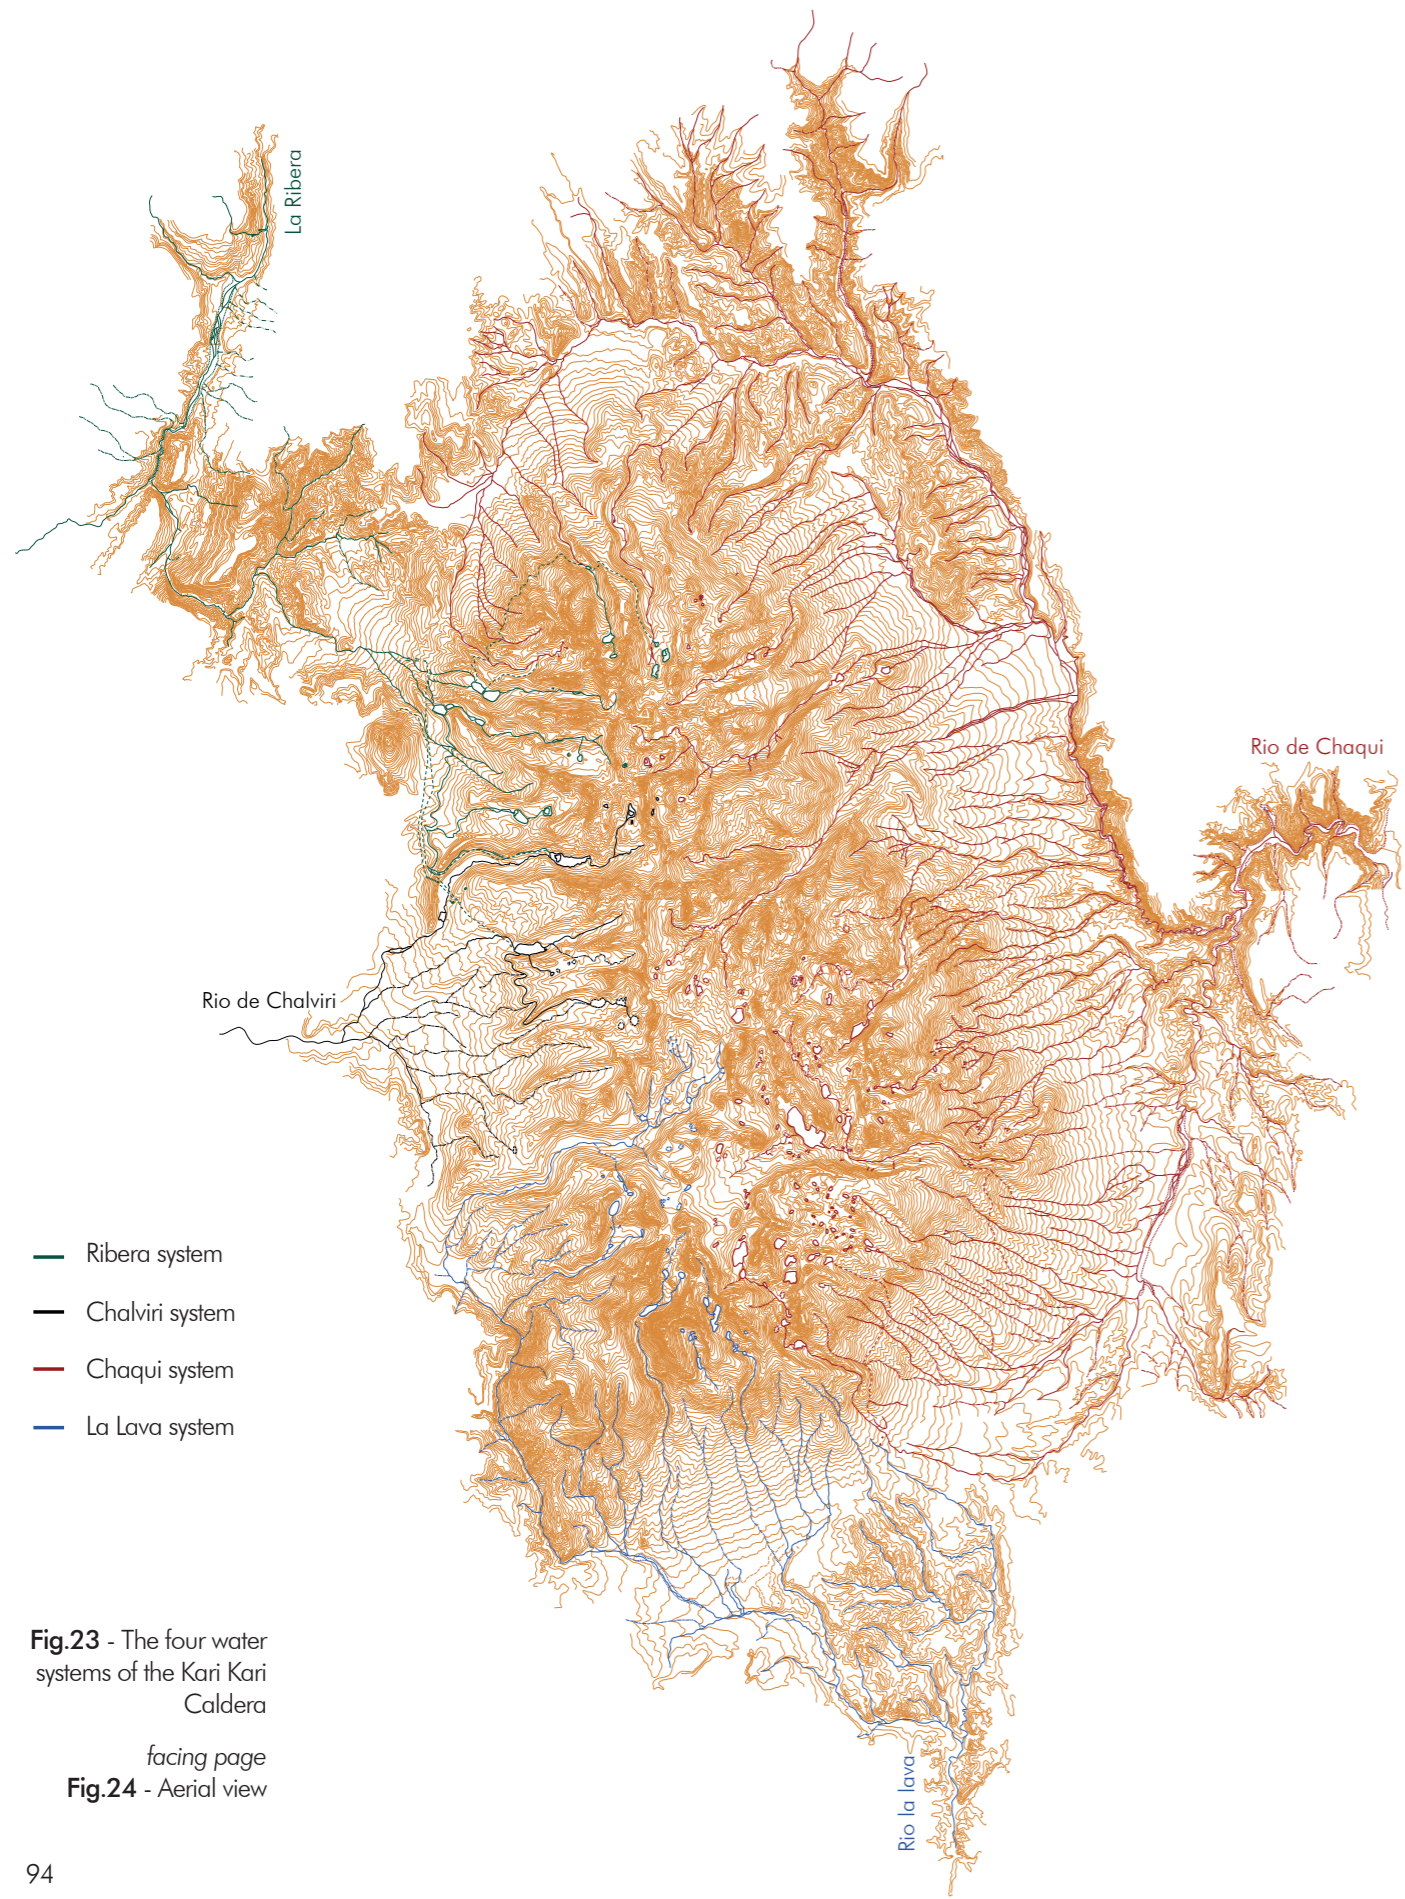 La Ribera
Rio de Chaqui
Rio de Chalviri
Ribera system
Chalviri system
Chaqui system
La Lava system
Fig.23 - The four water
systems of the Kari Kari
Caldera
facing page
Fig.24 - Aerial view
Rio la lava
94